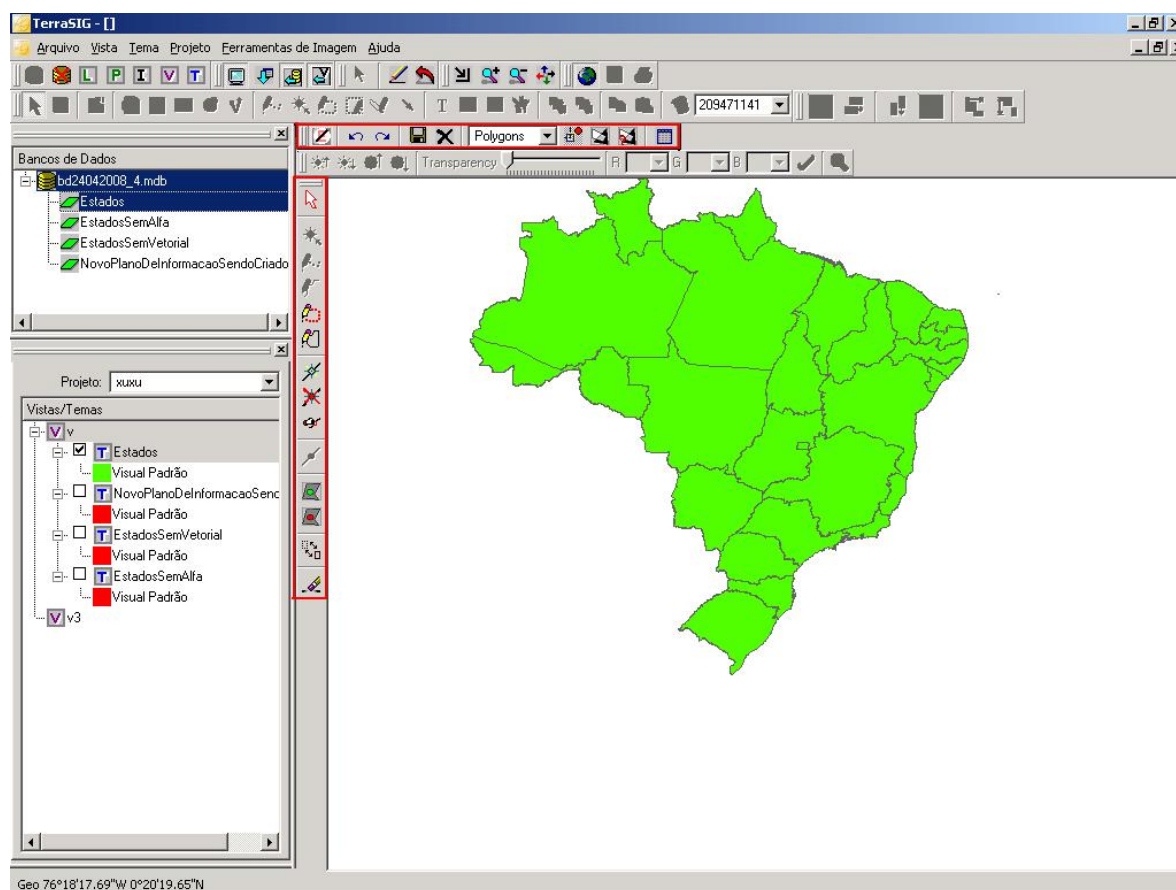 TerraSIG - []
Arquivo Vista Tema Projeto Ferramentas de Imagem Ajuda
L P I V T
T 209471141
Polygons
Bancos de Dados
Transparency R G B
bd24042008_4.mdb
Estados
EstadosSemAlfa
EstadosSemVetorial
NovoPlanoDeInformacaoSendoCriado
Projeto: xuxu
Vistas/Temas
V v
T Estados
Visual Padrão
T NovoPlanoDeInformacaoSend
Visual Padrão
T EstadosSemVetorial
Visual Padrão
T EstadosSemAlfa
Visual Padrão
V v3
Geo 76°18'17.69"W 0°20'19.65"N